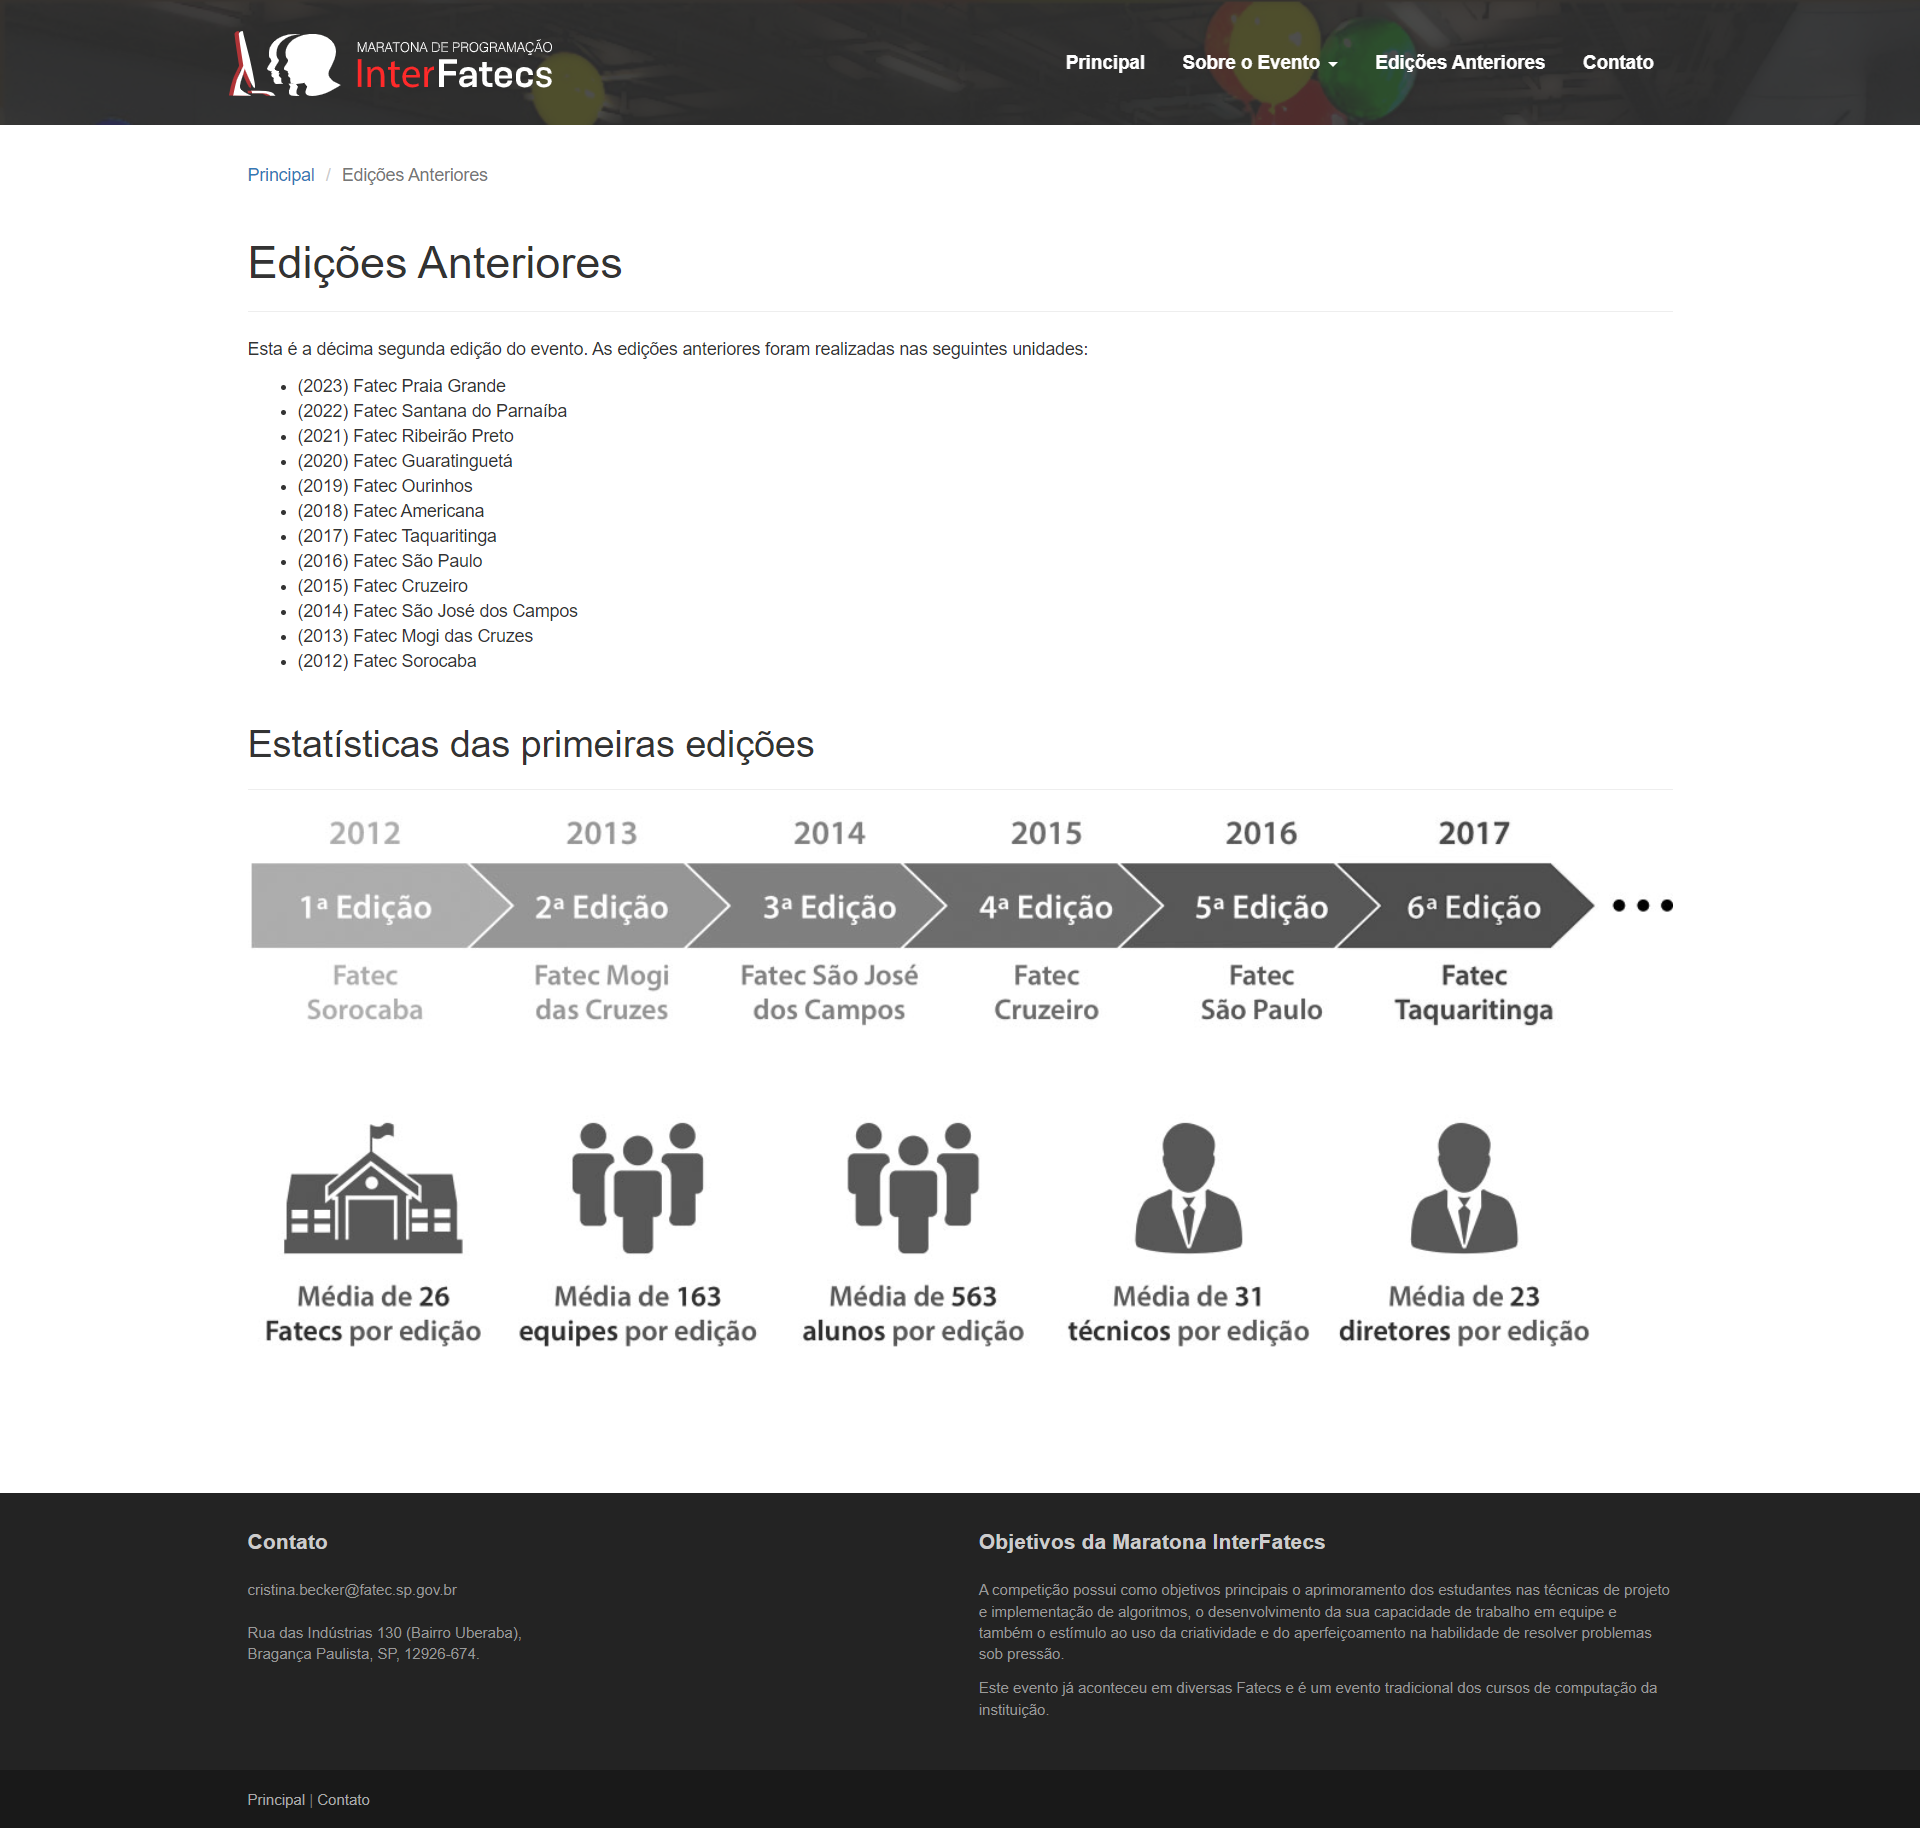 MARATONA DE PROGRAMAÇÃO
InterFatecs
Principal
Sobre o Evento
Edições Anteriores
Contato
Principal / Edições Anteriores
Edições Anteriores
Esta é a décima segunda edição do evento. As edições anteriores foram realizadas nas seguintes unidades:
(2023) Fatec Praia Grande
(2022) Fatec Santana do Parnaíba
(2021) Fatec Ribeirão Preto
(2020) Fatec Guaratinguetá
(2019) Fatec Ourinhos
(2018) Fatec Americana
(2017) Fatec Taquaritinga
(2016) Fatec São Paulo
(2015) Fatec Cruzeiro
(2014) Fatec São José dos Campos
(2013) Fatec Mogi das Cruzes
(2012) Fatec Sorocaba
Estatísticas das primeiras edições
2012 2013 2014 2015 2016 2017
1ª Edição 2ª Edição 3ª Edição 4ª Edição 5ª Edição 6ª Edição
Fatec
Sorocaba
Fatec Mogi
das Cruzes
Fatec São José
dos Campos
Fatec
Cruzeiro
Fatec
São Paulo
Fatec
Taquaritinga
Média de 26
Fatecs por edição
Média de 163
equipes por edição
Média de 563
alunos por edição
Média de 31
técnicos por edição
Média de 23
diretores por edição
Contato
cristina.becker@fatec.sp.gov.br
Rua das Indústrias 130 (Bairro Uberaba),
Bragança Paulista, SP, 12926-674.
Objetivos da Maratona InterFatecs
A competição possui como objetivos principais o aprimoramento dos estudantes nas técnicas de projeto
e implementação de algoritmos, o desenvolvimento da sua capacidade de trabalho em equipe e
também o estímulo ao uso da criatividade e do aperfeiçoamento na habilidade de resolver problemas
sob pressão.
Este evento já aconteceu em diversas Fatecs e é um evento tradicional dos cursos de computação da
instituição.
Principal | Contato